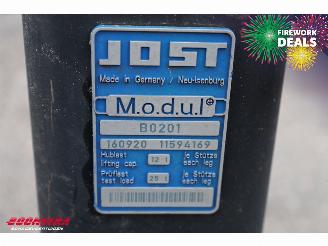 FIREWORK
DEALS
JOST
Made in Germany / Neu-Isenburg
M.o.d.u.l ®
B0201
160920 11594169
Hublast je Stütze
lifting cap. 12 t each leg
Prüflast je Stütze
test load 25 t each leg